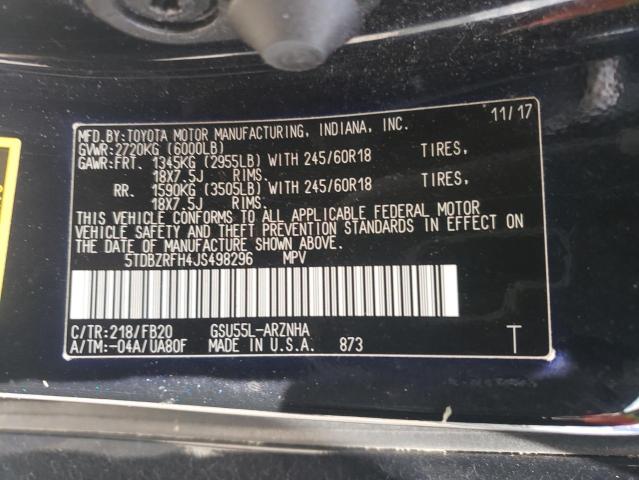 MFD.BY:TOYOTA MOTOR MANUFACTURING, INDIANA, INC. 11/17
GVWR:2720KG (6000LB)
GAWR:FRT. 1345KG (2955LB) WITH 245/60R18 TIRES,
18X7.5J RIMS.
RR. 1590KG (3505LB) WITH 245/60R18 TIRES,
18X7.5J RIMS.
THIS VEHICLE CONFORMS TO ALL APPLICABLE FEDERAL MOTOR
VEHICLE SAFETY AND THEFT PREVENTION STANDARDS IN EFFECT ON
THE DATE OF MANUFACTURE SHOWN ABOVE.
5TDBZRFH4JS498296 MPV
C/TR:218/FB20 GSU55L-ARZNHA
A/TM:-04A/UA80F MADE IN U.S.A. 873 T